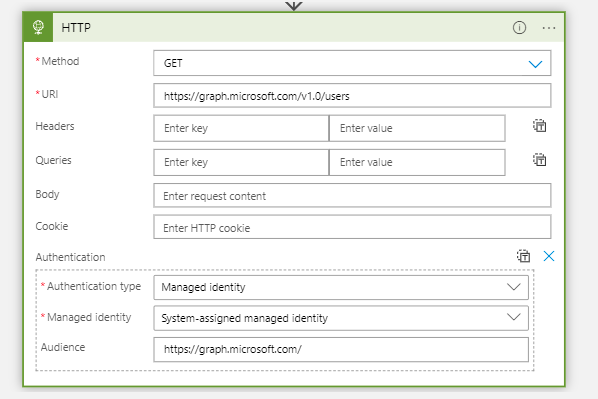 HTTP
* Method GET
* URI https://graph.microsoft.com/v1.0/users
Headers Enter key Enter value
Queries Enter key Enter value
Body Enter request content
Cookie Enter HTTP cookie
Authentication
* Authentication type Managed identity
* Managed identity System-assigned managed identity
Audience https://graph.microsoft.com/